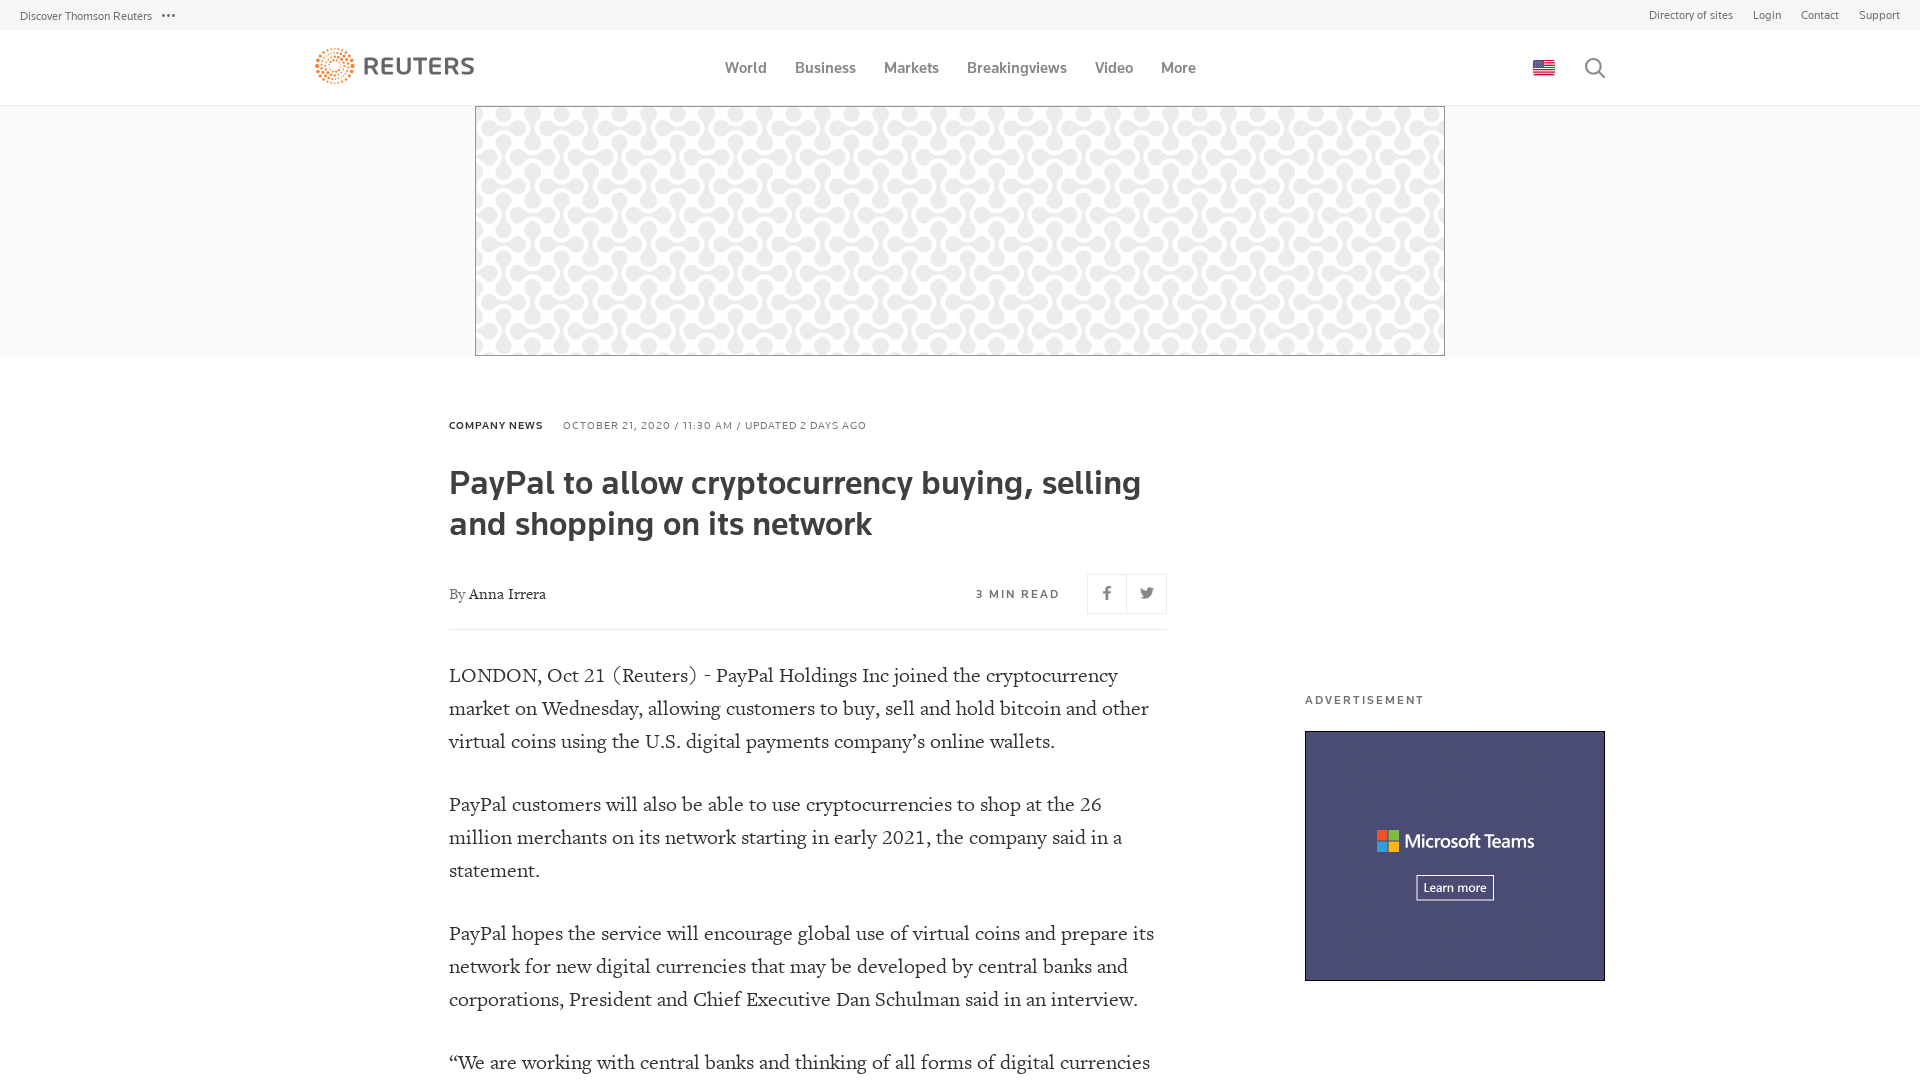 Discover Thomson Reuters
Directory of sites Login Contact Support
REUTERS
World Business Markets Breakingviews Video More
COMPANY NEWS OCTOBER 21, 2020 / 11:30 AM / UPDATED 2 DAYS AGO
PayPal to allow cryptocurrency buying, selling
and shopping on its network
By Anna Irrera
3 MIN READ
LONDON, Oct 21 (Reuters) - PayPal Holdings Inc joined the cryptocurrency
market on Wednesday, allowing customers to buy, sell and hold bitcoin and other
virtual coins using the U.S. digital payments company’s online wallets.
PayPal customers will also be able to use cryptocurrencies to shop at the 26
million merchants on its network starting in early 2021, the company said in a
statement.
PayPal hopes the service will encourage global use of virtual coins and prepare its
network for new digital currencies that may be developed by central banks and
corporations, President and Chief Executive Dan Schulman said in an interview.
“We are working with central banks and thinking of all forms of digital currencies
ADVERTISEMENT
Microsoft Teams
Learn more